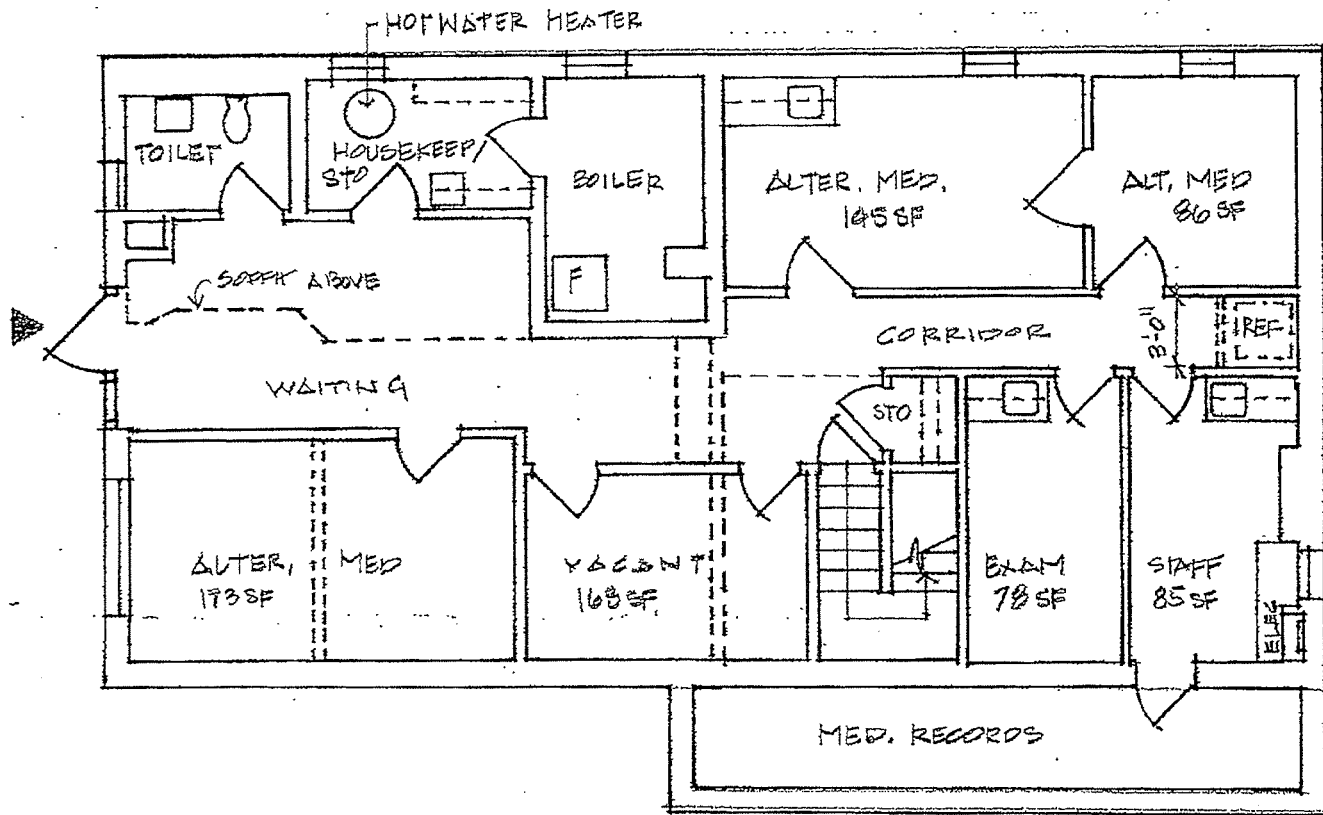 HOT WATER HEATER
TOILET
HOUSEKEEP/
STO
BOILER
F
ALTER. MED.
145 SF
ALT. MED
86 SF
SOFFIT ABOVE
CORRIDOR
3'-0"
REF
WAITING
STO
ALTER. MED
193 SF
VACANT
168 SF
EXAM
78 SF
STAFF
85 SF
ELEC
MED. RECORDS